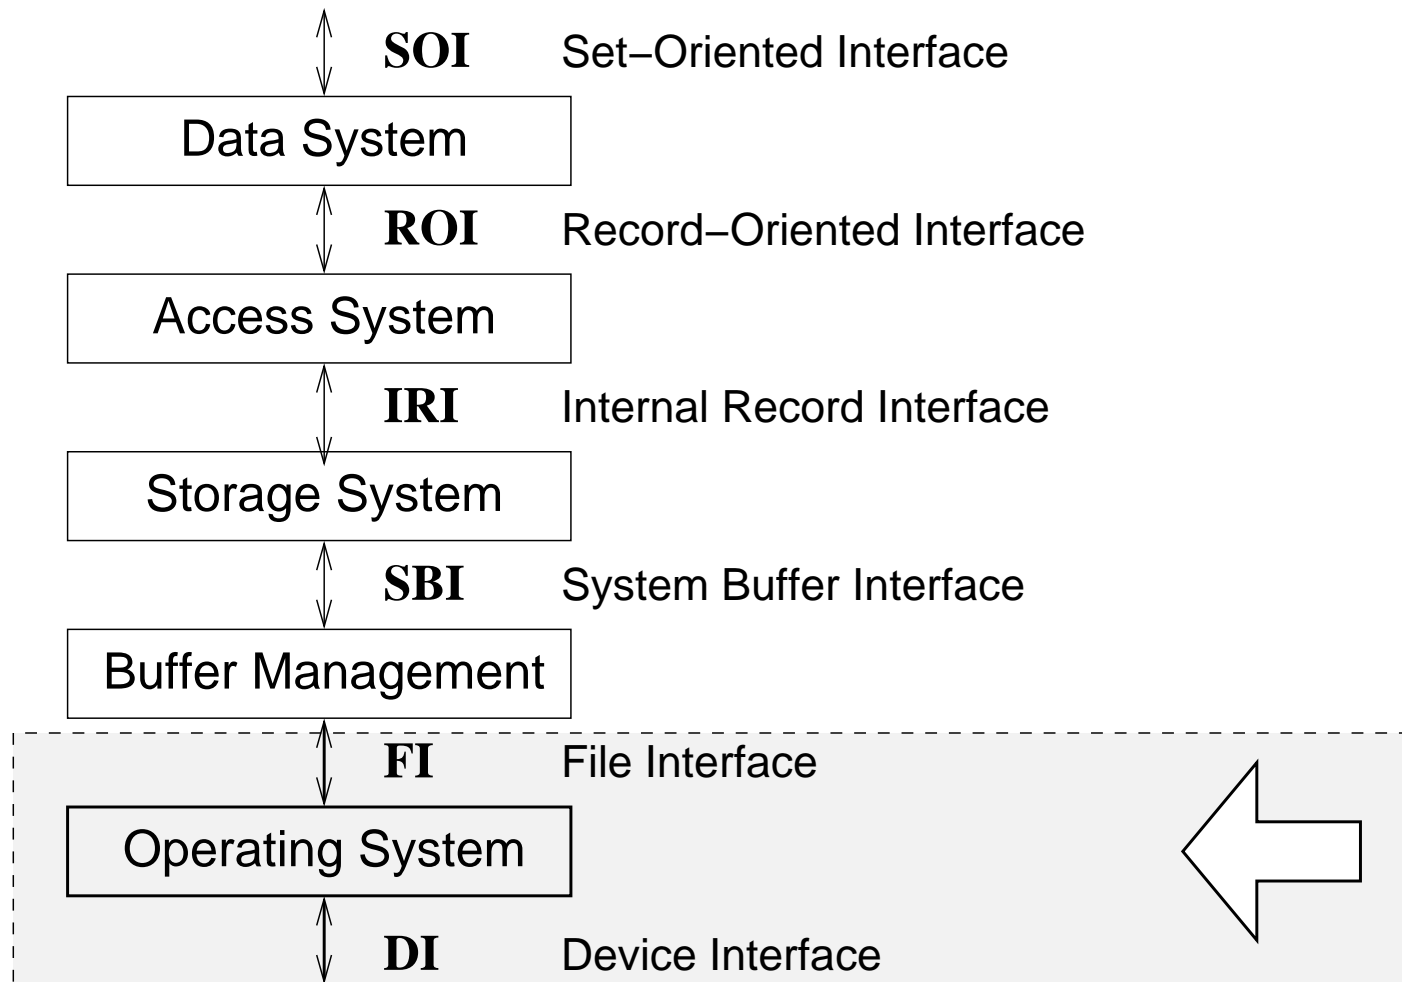 SOI Set–Oriented Interface
Data System
ROI Record–Oriented Interface
Access System
IRI Internal Record Interface
Storage System
SBI System Buffer Interface
Buffer Management
FI File Interface
Operating System
DI Device Interface